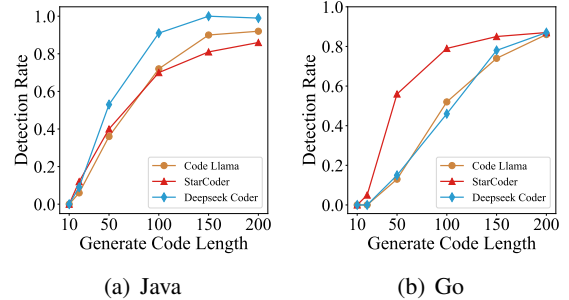 Detection Rate
1.0
0.8
0.6
0.4
0.2
0.0
Code Llama
StarCoder
Deepseek Coder
10 50 100 150 200
Generate Code Length
(a) Java
Detection Rate
1.0
0.8
0.6
0.4
0.2
0.0
Code Llama
StarCoder
Deepseek Coder
10 50 100 150 200
Generate Code Length
(b) Go